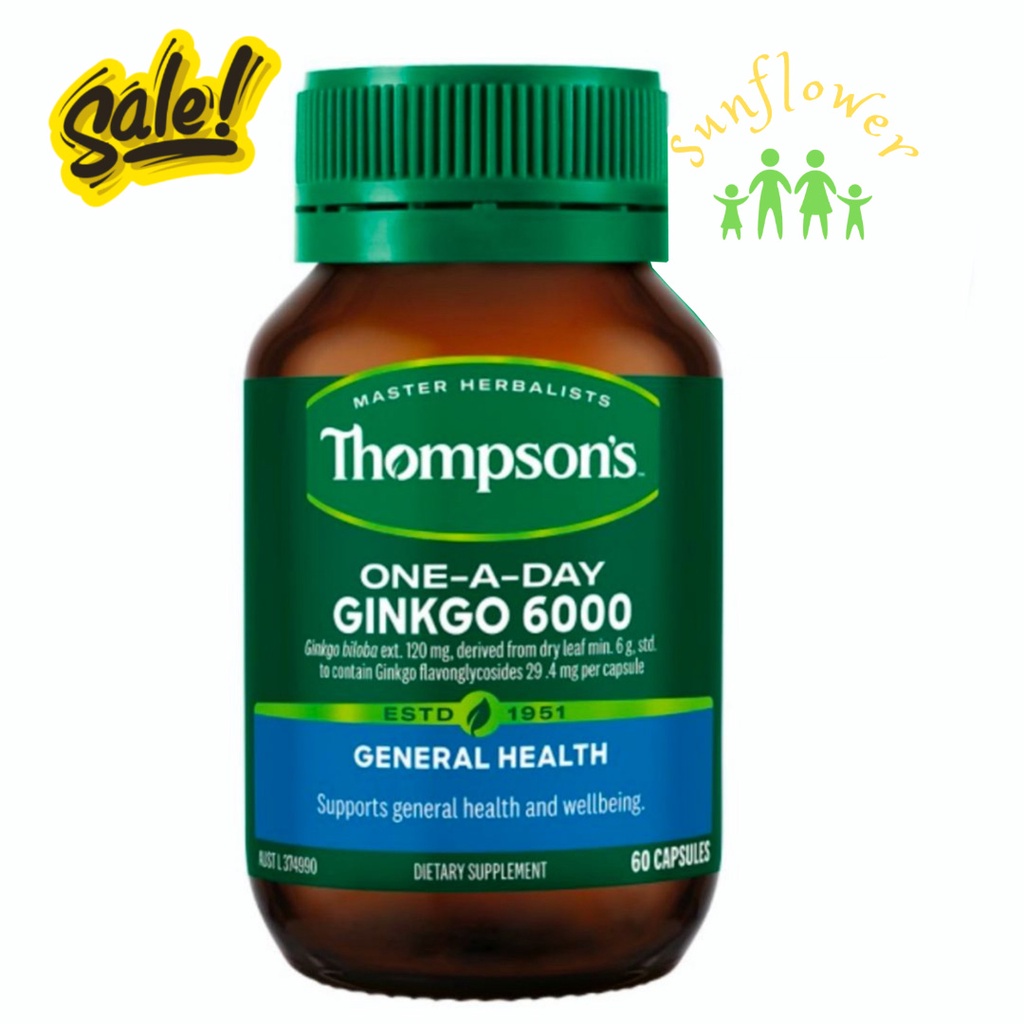 Sale!
sunflower
MASTER HERBALISTS
Thompson's
ONE-A-DAY
GINKGO 6000
Ginkgo biloba ext. 120 mg, derived from dry leaf min. 6 g, std.
to contain Ginkgo flavonglycosides 29 .4 mg per capsule
ESTD 1951
GENERAL HEALTH
Supports general health and wellbeing.
AUST L 374990
DIETARY SUPPLEMENT
60 CAPSULES